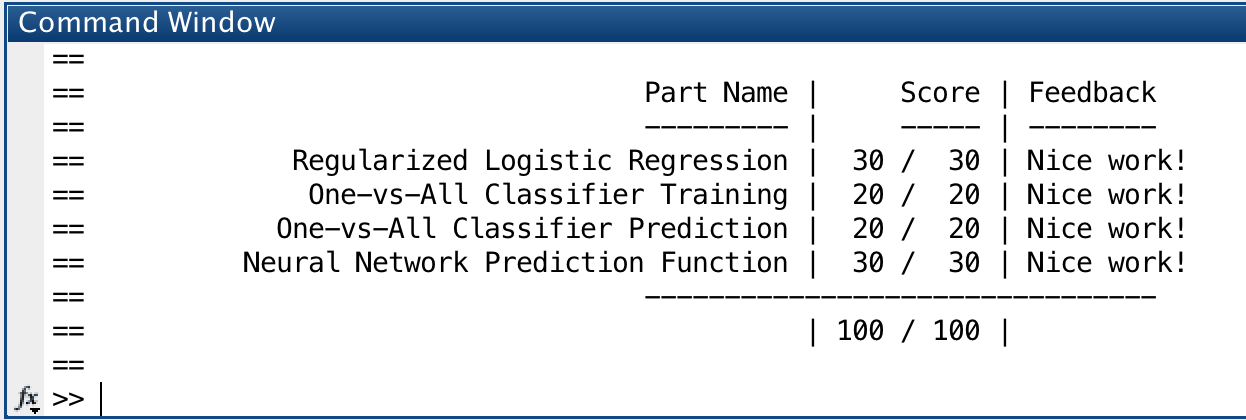 Command Window
==
== Part Name | Score | Feedback
== --------- | ----- | --------
== Regularized Logistic Regression | 30 / 30 | Nice work!
== One-vs-All Classifier Training | 20 / 20 | Nice work!
== One-vs-All Classifier Prediction | 20 / 20 | Nice work!
== Neural Network Prediction Function | 30 / 30 | Nice work!
== --------------------------------
== | 100 / 100 |
==
fx >>